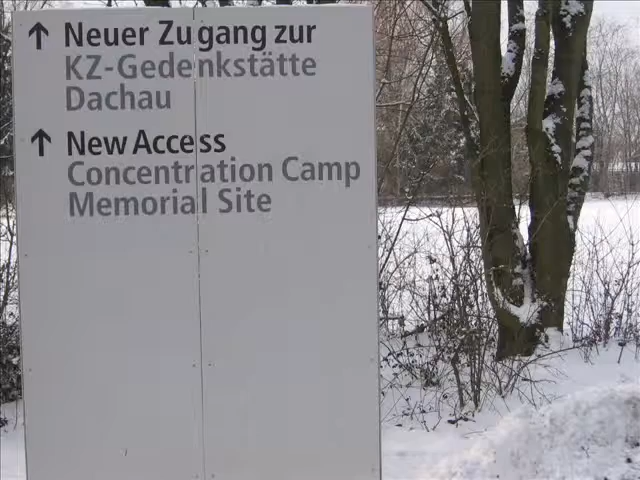 ↑ Neuer Zugang zur
KZ-Gedenkstätte
Dachau
↑ New Access
Concentration Camp
Memorial Site